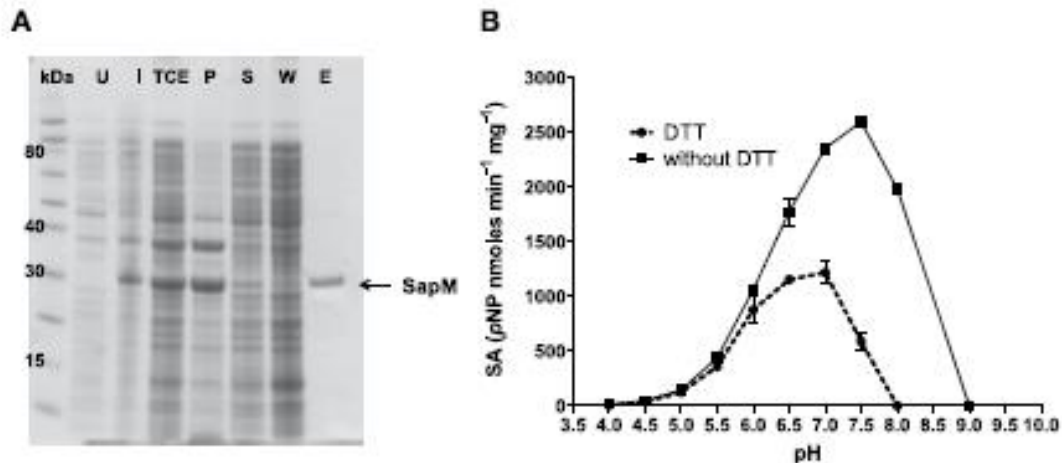 A
kDa U I TCE P S W E
80
40
30
← SapM
15
B
SA (pNP nmoles min⁻¹ mg⁻¹)
3000
2500
2000
1500
1000
500
0
DTT
without DTT
3.5 4.0 4.5 5.0 5.5 6.0 6.5 7.0 7.5 8.0 8.5 9.0 9.5 10.0
pH